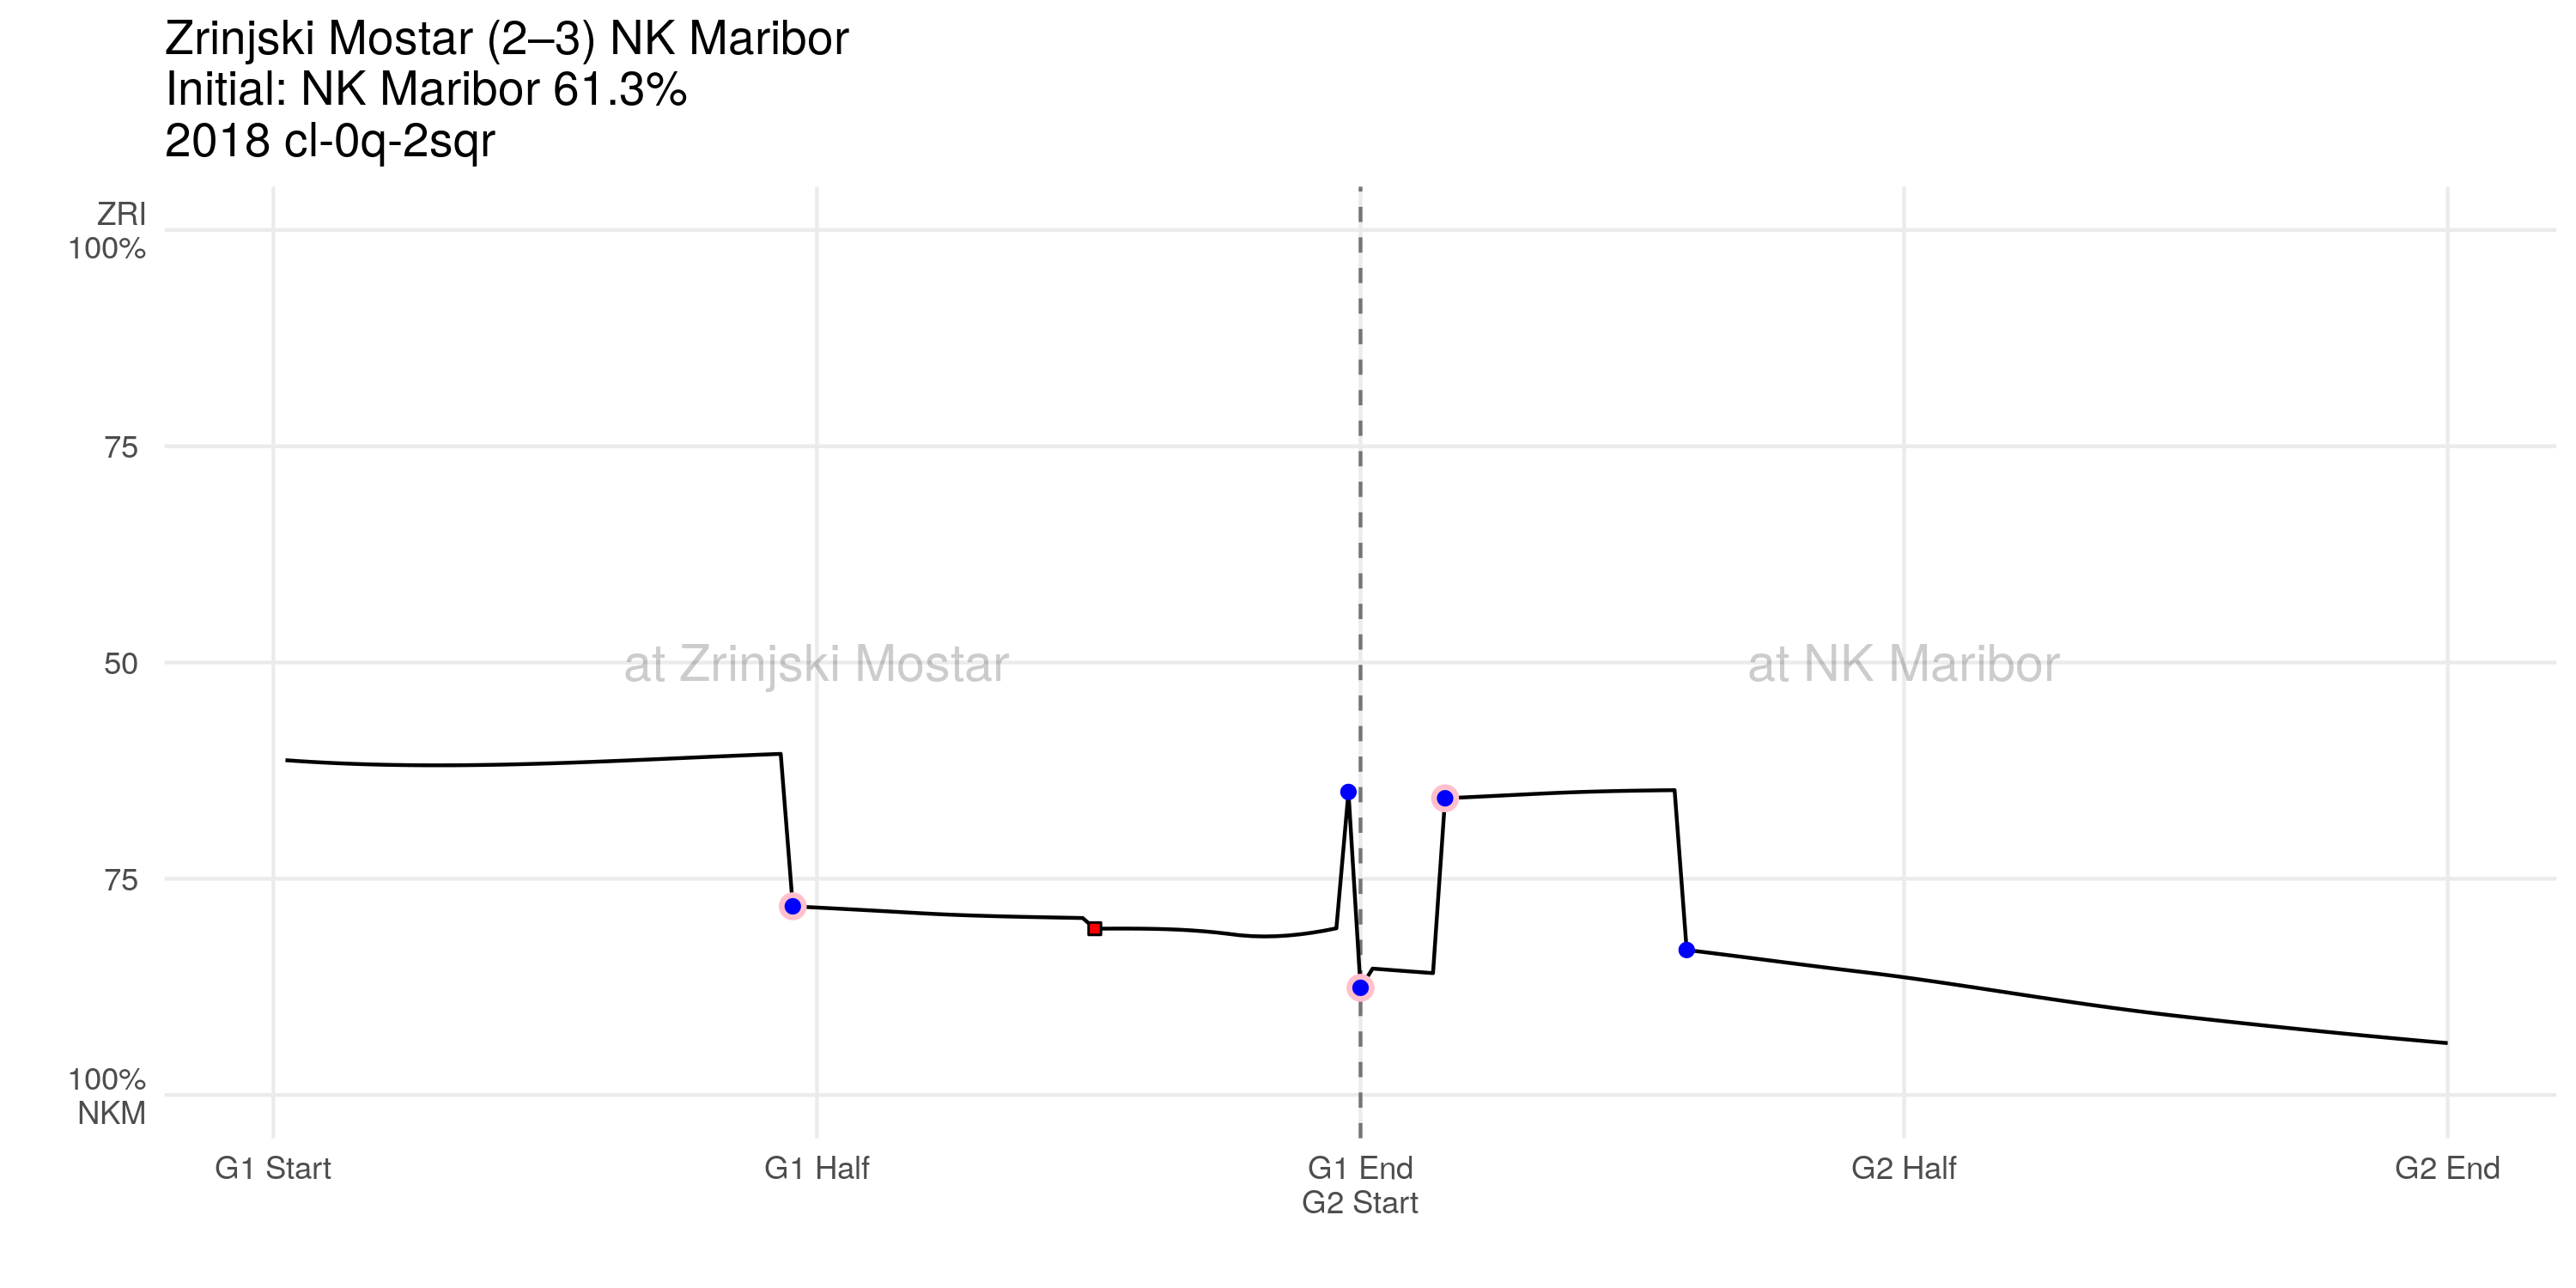 Zrinjski Mostar (2–3) NK Maribor
Initial: NK Maribor 61.3%
2018 cl-0q-2sqr
ZRI
100%
75
50
75
100%
NKM
at Zrinjski Mostar
at NK Maribor
G1 Start
G1 Half
G1 End
G2 Start
G2 Half
G2 End